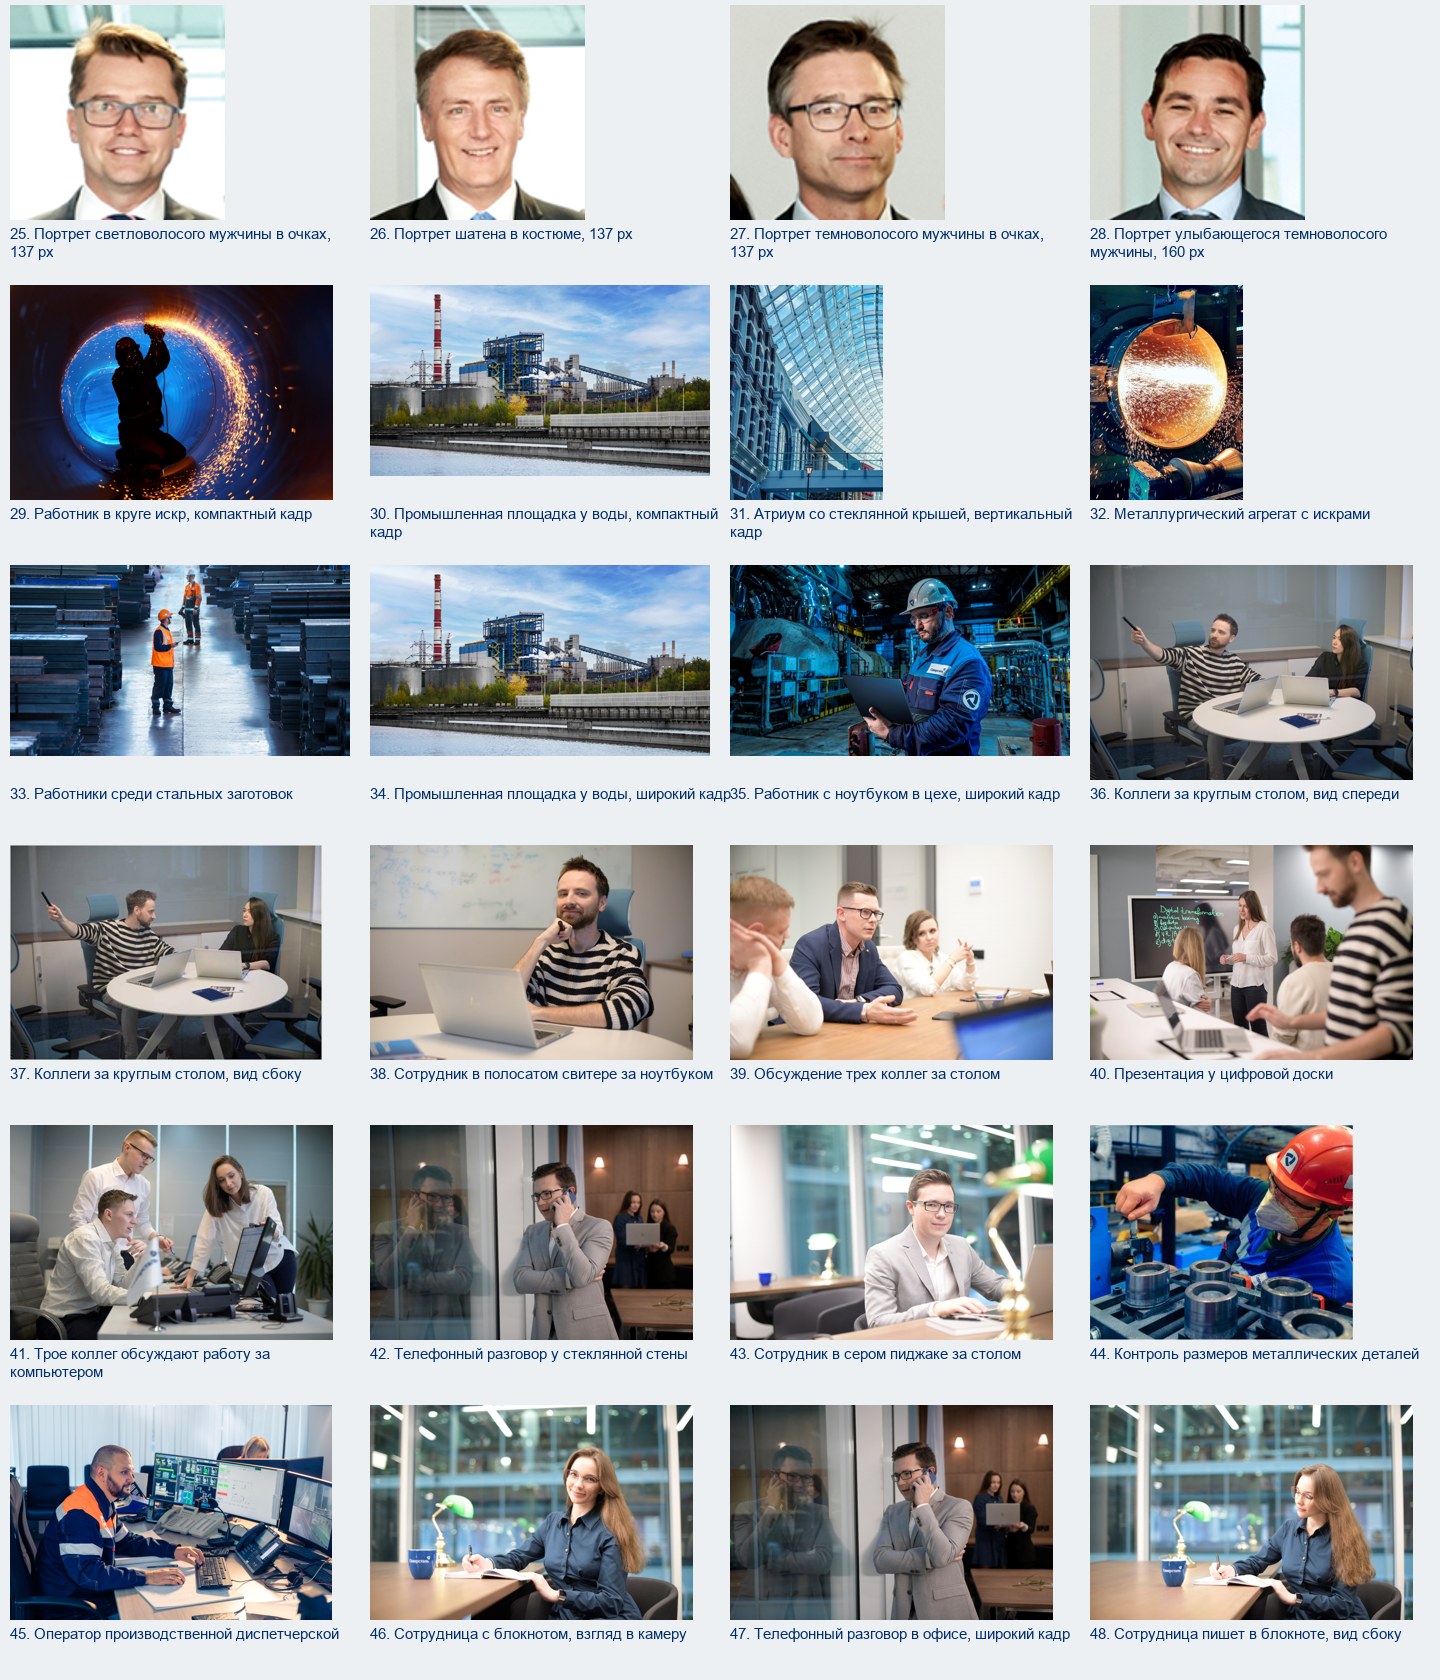 25. Портрет светловолосого мужчины в очках,
137 px
26. Портрет шатена в костюме, 137 px
27. Портрет темноволосого мужчины в очках,
137 px
28. Портрет улыбающегося темноволосого
мужчины, 160 px
29. Работник в круге искр, компактный кадр
30. Промышленная площадка у воды, компактный
кадр
31. Атриум со стеклянной крышей, вертикальный
кадр
32. Металлургический агрегат с искрами
33. Работники среди стальных заготовок
34. Промышленная площадка у воды, широкий кадр
35. Работник с ноутбуком в цехе, широкий кадр
36. Коллеги за круглым столом, вид спереди
37. Коллеги за круглым столом, вид сбоку
38. Сотрудник в полосатом свитере за ноутбуком
39. Обсуждение трех коллег за столом
Digital transformation
40. Презентация у цифровой доски
41. Трое коллег обсуждают работу за
компьютером
42. Телефонный разговор у стеклянной стены
43. Сотрудник в сером пиджаке за столом
44. Контроль размеров металлических деталей
45. Оператор производственной диспетчерской
46. Сотрудница с блокнотом, взгляд в камеру
47. Телефонный разговор в офисе, широкий кадр
48. Сотрудница пишет в блокноте, вид сбоку